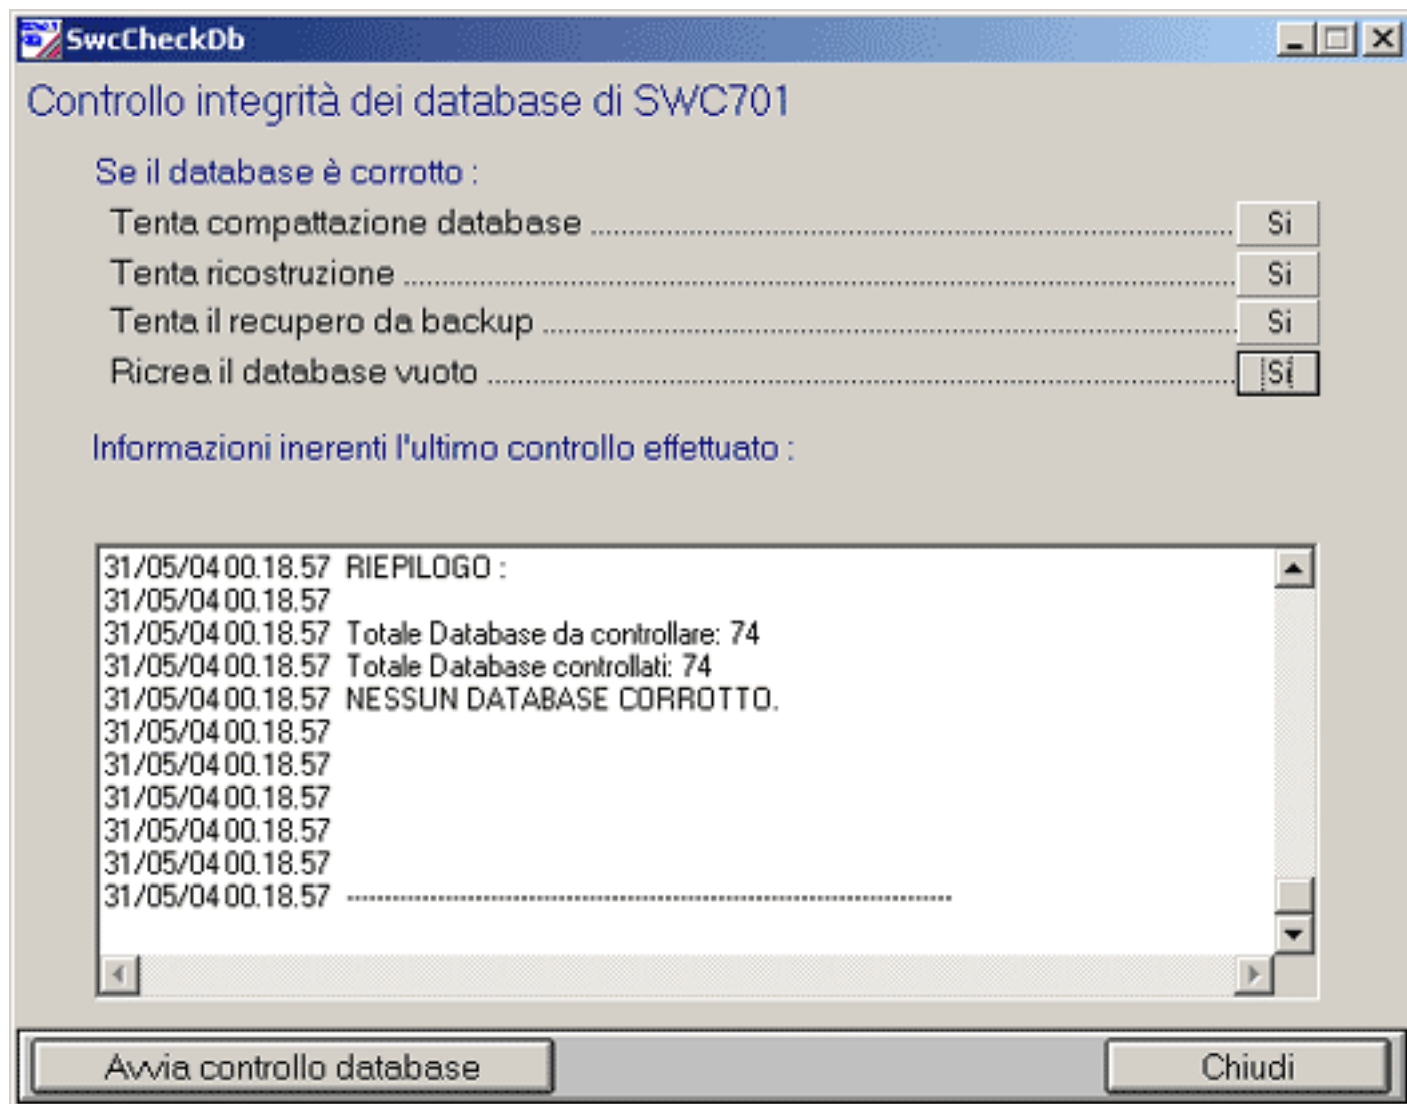 SwcCheckDb
Controllo integrità dei database di SWC701
Se il database è corrotto :
Tenta compattazione database ........ Si
Tenta ricostruzione ........ Si
Tenta il recupero da backup ........ Si
Ricrea il database vuoto ........ Si
Informazioni inerenti l'ultimo controllo effettuato :
31/05/04 00.18.57 RIEPILOGO :
31/05/04 00.18.57
31/05/04 00.18.57 Totale Database da controllare: 74
31/05/04 00.18.57 Totale Database controllati: 74
31/05/04 00.18.57 NESSUN DATABASE CORROTTO.
31/05/04 00.18.57
31/05/04 00.18.57
31/05/04 00.18.57
31/05/04 00.18.57
31/05/04 00.18.57
31/05/04 00.18.57 --------------------------------------------------------------------------------
Avvia controllo database Chiudi